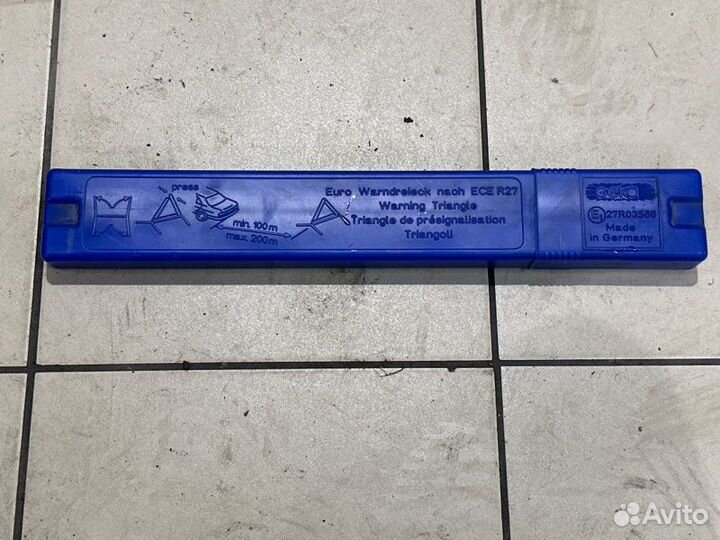 press
min. 100m
max. 200m
Euro Warndreieck nach ECE R27
Warning Triangle
Triangle de présignalisation
Triangoli
27R03588
Made
in Germany
Avito